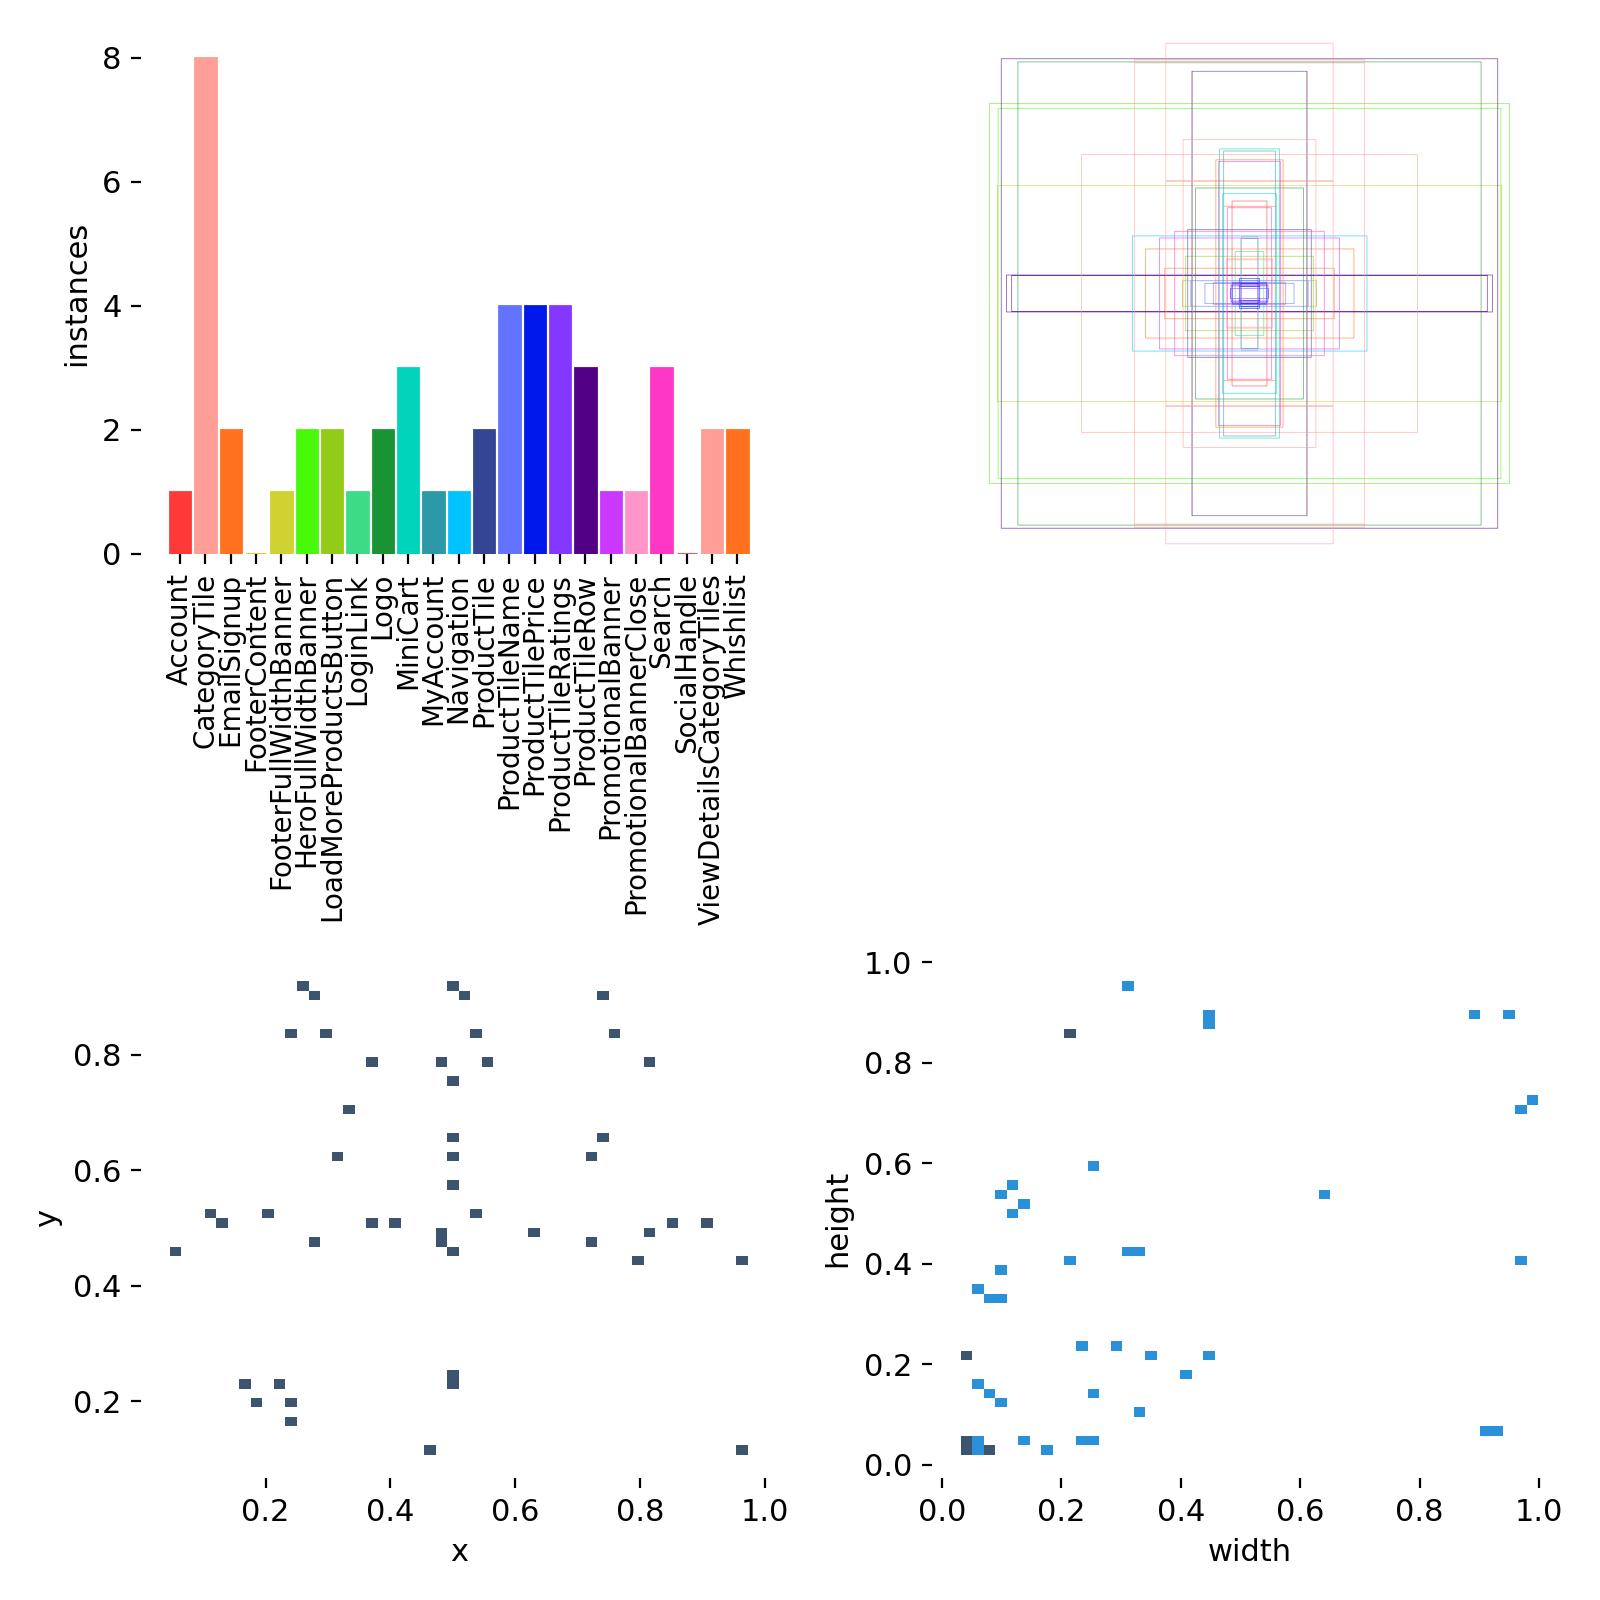 8
6
4
2
0
instances
Account
CategoryTile
EmailSignup
FooterContent
FooterFullWidthBanner
HeroFullWidthBanner
LoadMoreProductsButton
LoginLink
Logo
MiniCart
MyAccount
Navigation
ProductTile
ProductTileName
ProductTilePrice
ProductTileRatings
ProductTileRow
PromotionalBanner
PromotionalBannerClose
Search
SocialHandle
ViewDetailsCategoryTiles
Whishlist
0.8
0.6
0.4
0.2
y
0.2 0.4 0.6 0.8 1.0
x
1.0
0.8
0.6
0.4
0.2
0.0
height
0.0 0.2 0.4 0.6 0.8 1.0
width